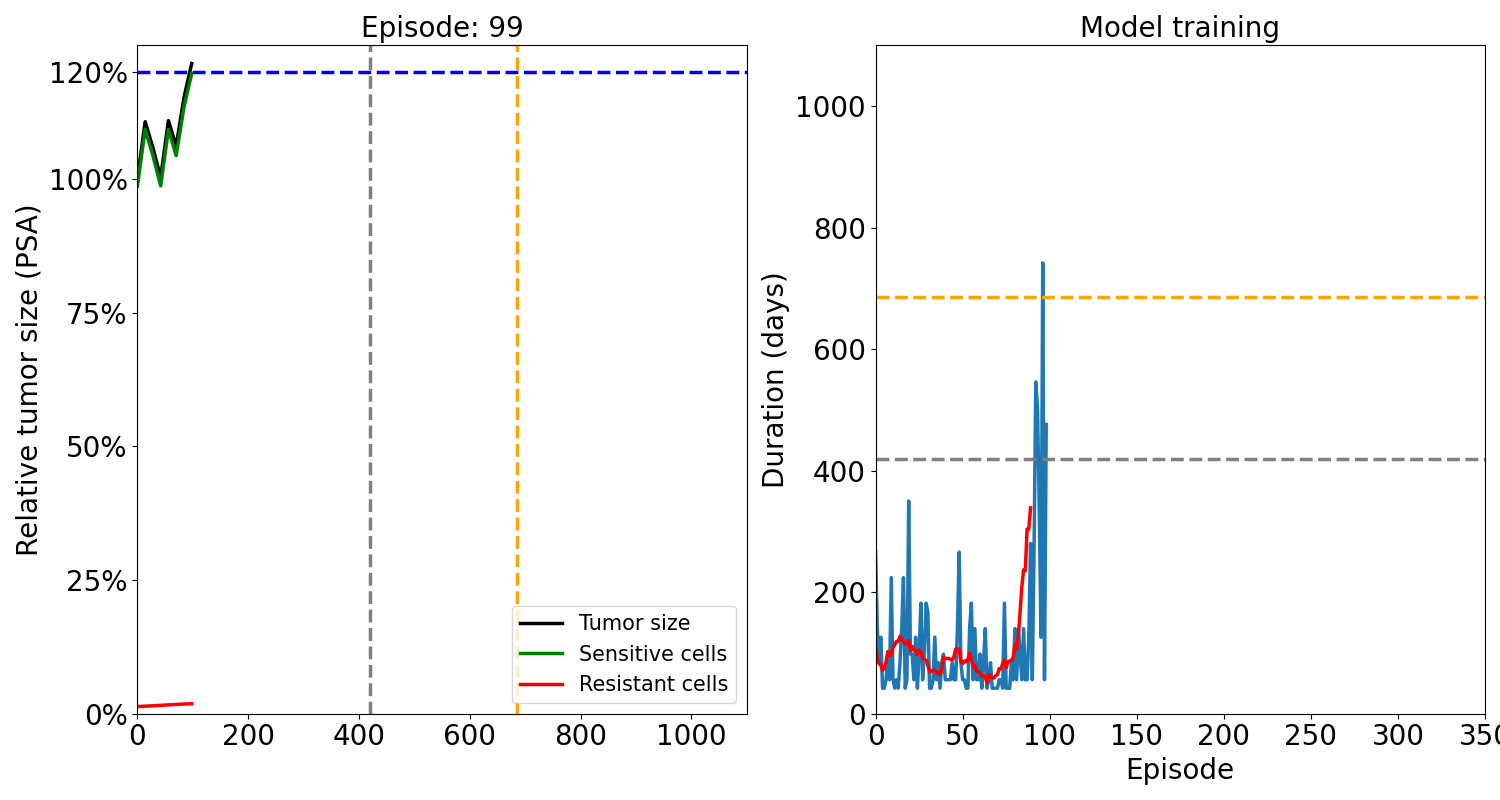 Episode: 99
Relative tumor size (PSA)
120%
100%
75%
50%
25%
0%
0 200 400 600 800 1000
Tumor size
Sensitive cells
Resistant cells
Model training
Duration (days)
1000
800
600
400
200
0
0 50 100 150 200 250 300 350
Episode